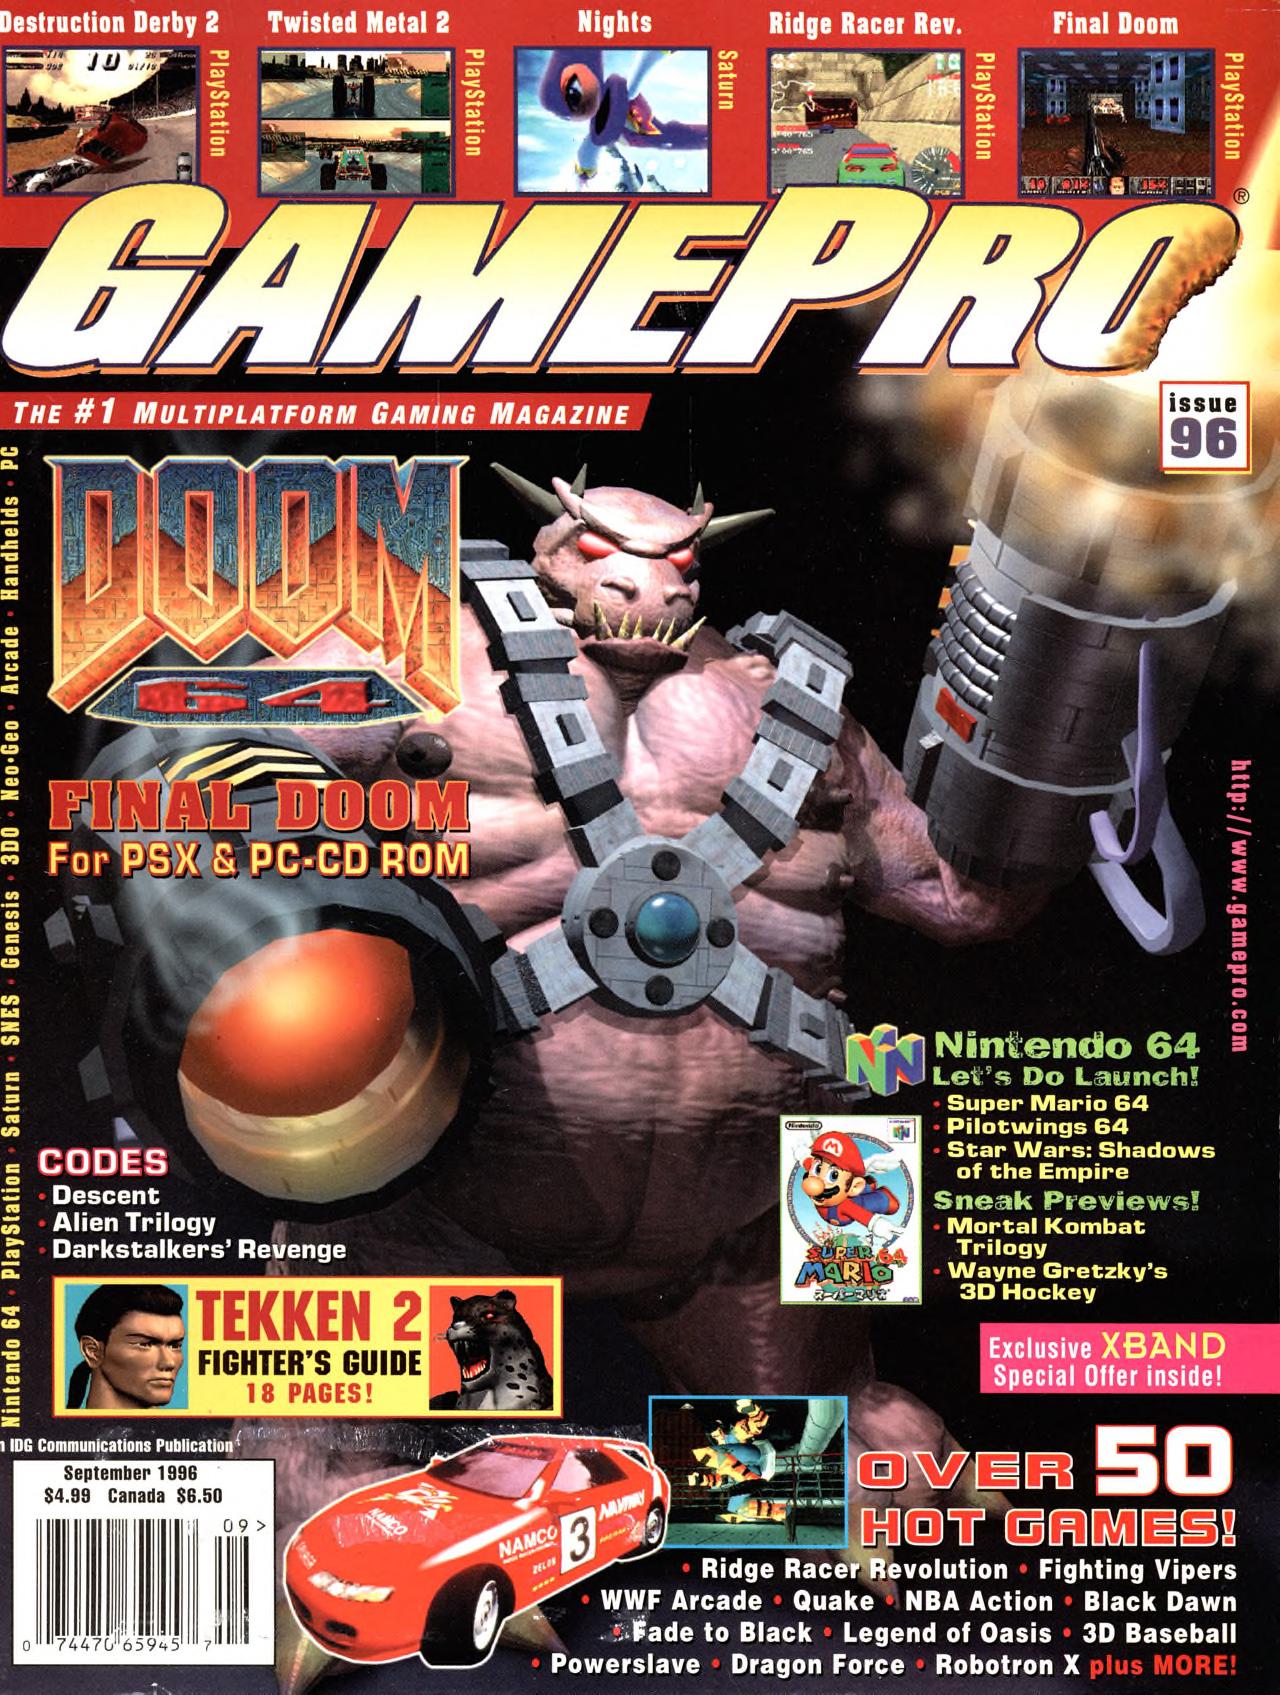 Destruction Derby 2
Twisted Metal 2
Nights
Ridge Racer Rev.
Final Doom
PlayStation
PlayStation
Saturn
PlayStation
PlayStation
GAMEPRO®
THE #1 MULTIPLATFORM GAMING MAGAZINE
issue
96
Nintendo 64 • PlayStation • Saturn • SNES • Genesis • 3DO • Neo•Geo • Arcade • Handhelds • PC
DOOM
64
FINAL DOOM
For PSX & PC-CD ROM
http://www.gamepro.com
Nintendo 64
Let's Do Launch!
• Super Mario 64
• Pilotwings 64
• Star Wars: Shadows
of the Empire
Sneak Previews!
• Mortal Kombat
Trilogy
• Wayne Gretzky's
3D Hockey
Nintendo
SUPER
MARIO 64
スーパーマリオ
CODES
• Descent
• Alien Trilogy
• Darkstalkers' Revenge
TEKKEN 2
FIGHTER'S GUIDE
18 PAGES!
Exclusive XBAND
Special Offer inside!
IDG Communications Publication
September 1996
$4.99 Canada $6.50
09 >
0 74470 65945 7
NAMCO
NAMCO
3
OVER 50
HOT GAMES!
• Ridge Racer Revolution • Fighting Vipers
• WWF Arcade • Quake • NBA Action • Black Dawn
• Fade to Black • Legend of Oasis • 3D Baseball
• Powerslave • Dragon Force • Robotron X plus MORE!